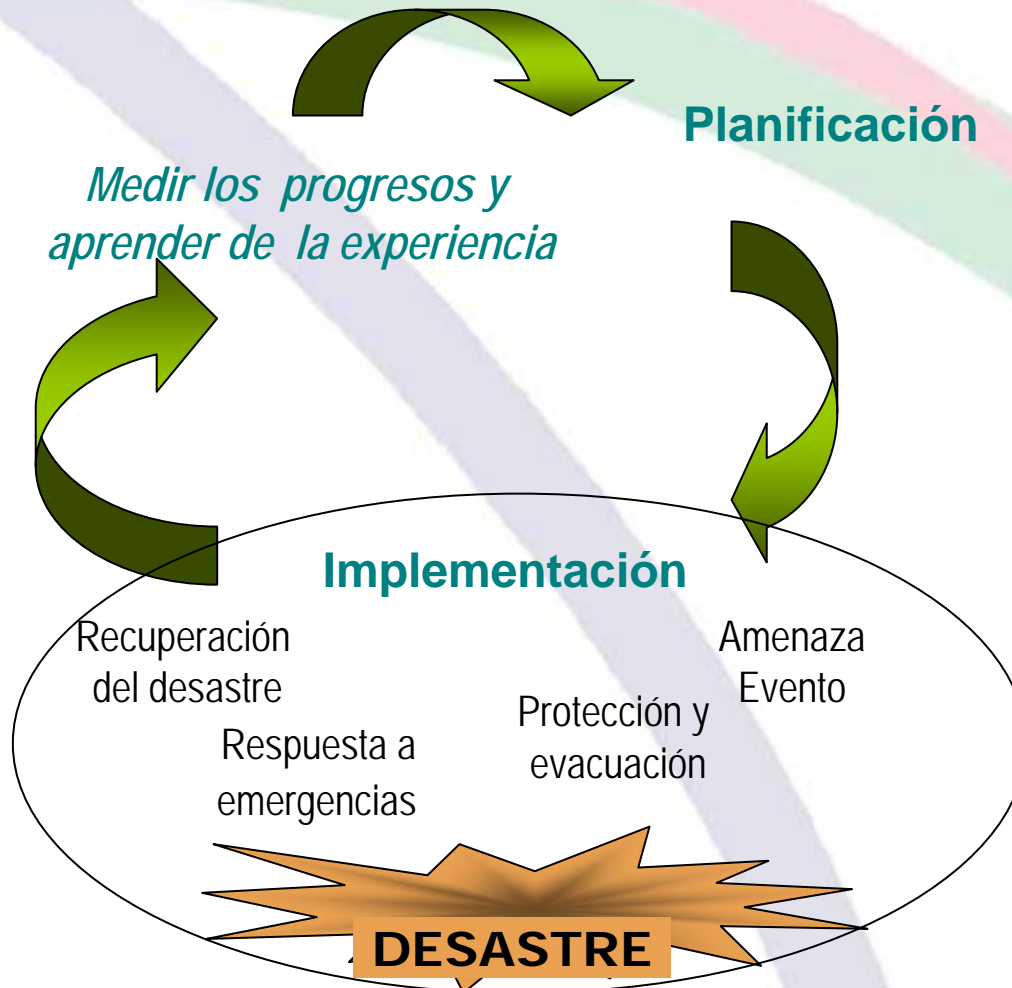 Planificación
Medir los progresos y
aprender de la experiencia
Implementación
Recuperación
del desastre
Respuesta a
emergencias
Protección y
evacuación
Amenaza
Evento
DESASTRE